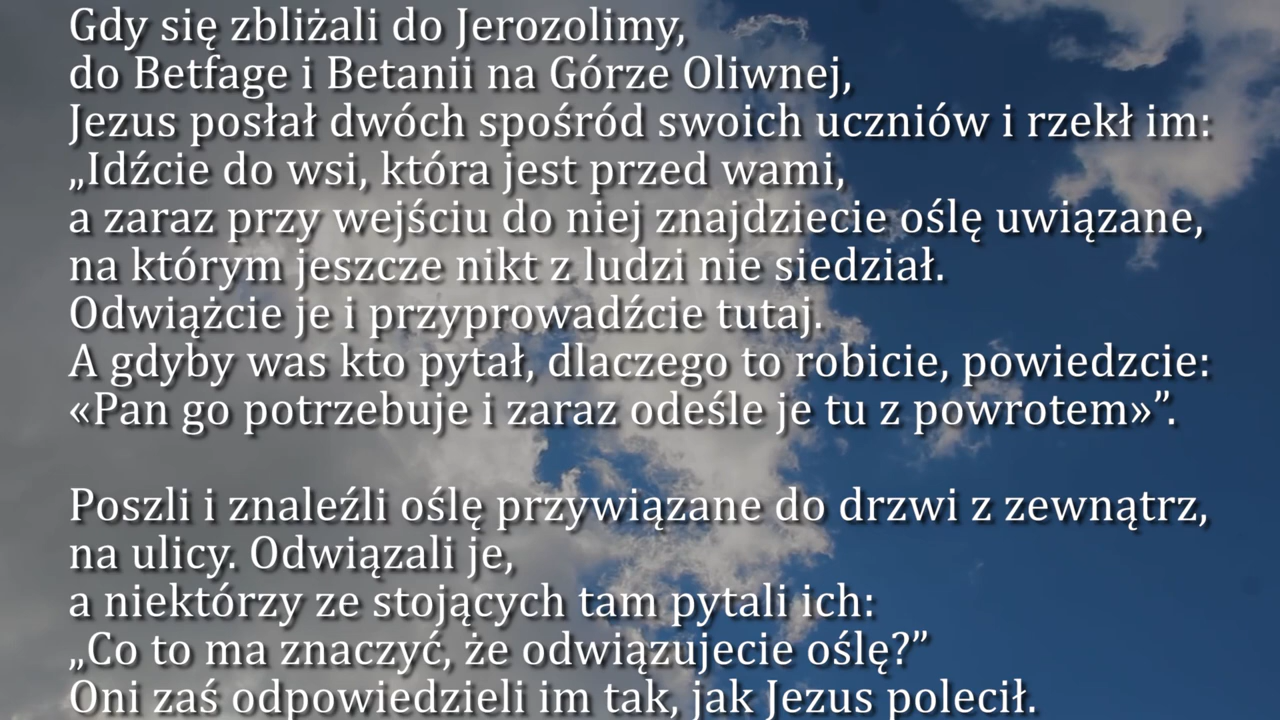 Gdy się zbliżali do Jerozolimy,
do Betfage i Betanii na Górze Oliwnej,
Jezus posłał dwóch spośród swoich uczniów i rzekł im:
„Idźcie do wsi, która jest przed wami,
a zaraz przy wejściu do niej znajdziecie oślę uwiązane,
na którym jeszcze nikt z ludzi nie siedział.
Odwiążcie je i przyprowadźcie tutaj.
A gdyby was kto pytał, dlaczego to robicie, powiedzcie:
«Pan go potrzebuje i zaraz odeśle je tu z powrotem»”.
Poszli i znaleźli oślę przywiązane do drzwi z zewnątrz,
na ulicy. Odwiązali je,
a niektórzy ze stojących tam pytali ich:
„Co to ma znaczyć, że odwiązujecie oślę?”
Oni zaś odpowiedzieli im tak, jak Jezus polecił.